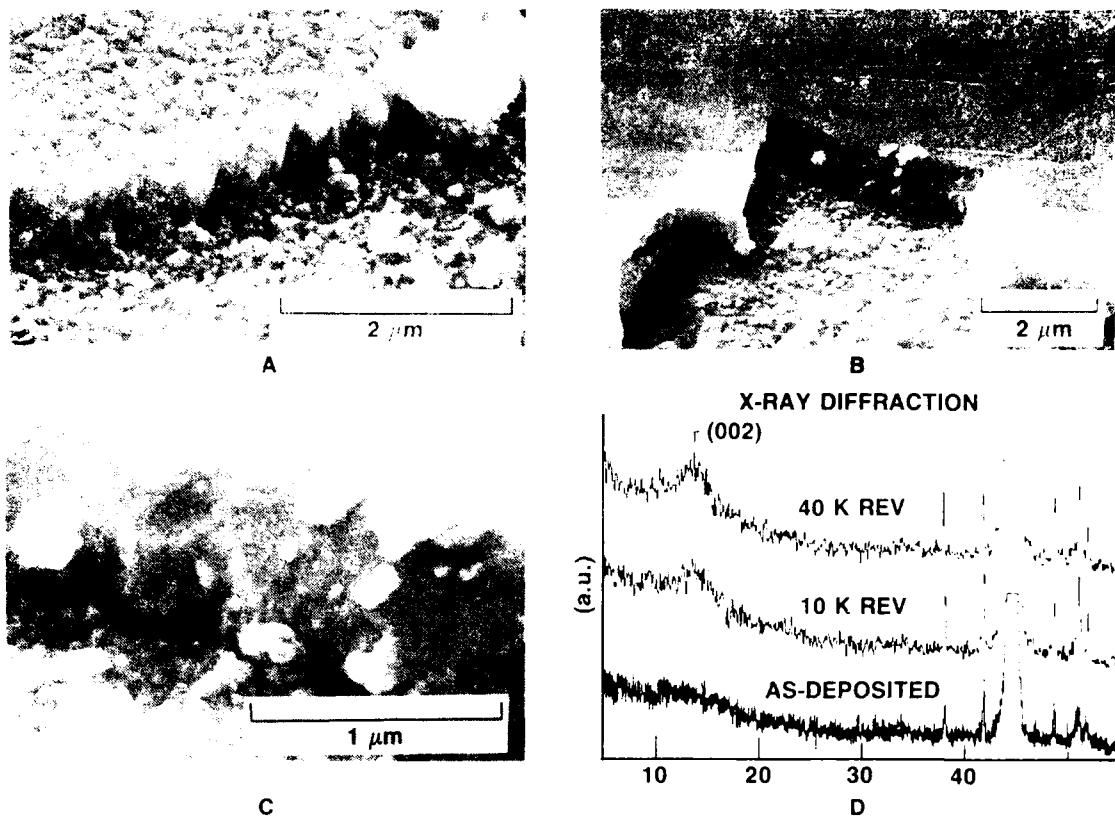 2 μm
A
2 μm
B
1 μm
C
X-RAY DIFFRACTION
(002)
40 K REV
10 K REV
AS-DEPOSITED
(a.u.)
10 20 30 40
D